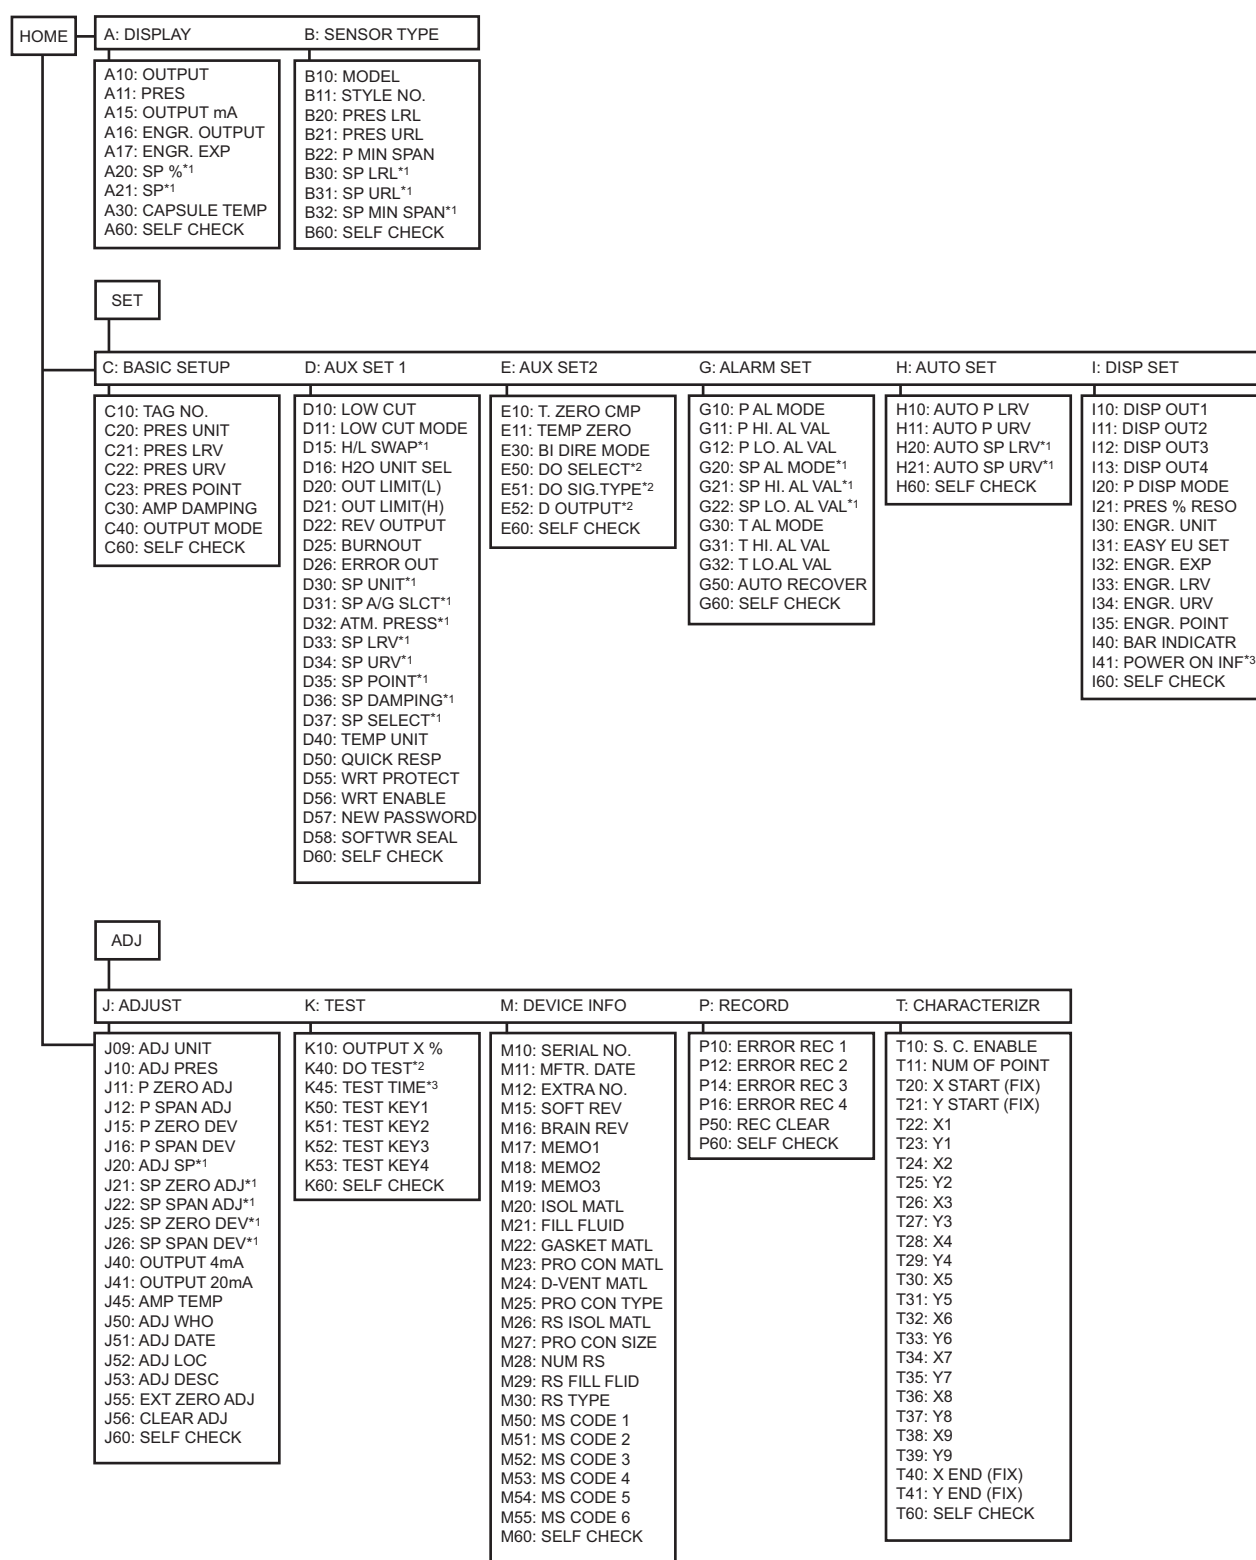 HOME
A: DISPLAY
B: SENSOR TYPE
A10: OUTPUT
A11: PRES
A15: OUTPUT mA
A16: ENGR. OUTPUT
A17: ENGR. EXP
A20: SP %*1
A21: SP*1
A30: CAPSULE TEMP
A60: SELF CHECK
B10: MODEL
B11: STYLE NO.
B20: PRES LRL
B21: PRES URL
B22: P MIN SPAN
B30: SP LRL*1
B31: SP URL*1
B32: SP MIN SPAN*1
B60: SELF CHECK
SET
C: BASIC SETUP
D: AUX SET 1
E: AUX SET2
G: ALARM SET
H: AUTO SET
I: DISP SET
C10: TAG NO.
C20: PRES UNIT
C21: PRES LRV
C22: PRES URV
C23: PRES POINT
C30: AMP DAMPING
C40: OUTPUT MODE
C60: SELF CHECK
D10: LOW CUT
D11: LOW CUT MODE
D15: H/L SWAP*1
D16: H2O UNIT SEL
D20: OUT LIMIT(L)
D21: OUT LIMIT(H)
D22: REV OUTPUT
D25: BURNOUT
D26: ERROR OUT
D30: SP UNIT*1
D31: SP A/G SLCT*1
D32: ATM. PRESS*1
D33: SP LRV*1
D34: SP URV*1
D35: SP POINT*1
D36: SP DAMPING*1
D37: SP SELECT*1
D40: TEMP UNIT
D50: QUICK RESP
D55: WRT PROTECT
D56: WRT ENABLE
D57: NEW PASSWORD
D58: SOFTWR SEAL
D60: SELF CHECK
E10: T. ZERO CMP
E11: TEMP ZERO
E30: BI DIRE MODE
E50: DO SELECT*2
E51: DO SIG.TYPE*2
E52: D OUTPUT*2
E60: SELF CHECK
G10: P AL MODE
G11: P HI. AL VAL
G12: P LO. AL VAL
G20: SP AL MODE*1
G21: SP HI. AL VAL*1
G22: SP LO. AL VAL*1
G30: T AL MODE
G31: T HI. AL VAL
G32: T LO.AL VAL
G50: AUTO RECOVER
G60: SELF CHECK
H10: AUTO P LRV
H11: AUTO P URV
H20: AUTO SP LRV*1
H21: AUTO SP URV*1
H60: SELF CHECK
I10: DISP OUT1
I11: DISP OUT2
I12: DISP OUT3
I13: DISP OUT4
I20: P DISP MODE
I21: PRES % RESO
I30: ENGR. UNIT
I31: EASY EU SET
I32: ENGR. EXP
I33: ENGR. LRV
I34: ENGR. URV
I35: ENGR. POINT
I40: BAR INDICATR
I41: POWER ON INF*3
I60: SELF CHECK
ADJ
J: ADJUST
K: TEST
M: DEVICE INFO
P: RECORD
T: CHARACTERIZR
J09: ADJ UNIT
J10: ADJ PRES
J11: P ZERO ADJ
J12: P SPAN ADJ
J15: P ZERO DEV
J16: P SPAN DEV
J20: ADJ SP*1
J21: SP ZERO ADJ*1
J22: SP SPAN ADJ*1
J25: SP ZERO DEV*1
J26: SP SPAN DEV*1
J40: OUTPUT 4mA
J41: OUTPUT 20mA
J45: AMP TEMP
J50: ADJ WHO
J51: ADJ DATE
J52: ADJ LOC
J53: ADJ DESC
J55: EXT ZERO ADJ
J56: CLEAR ADJ
J60: SELF CHECK
K10: OUTPUT X %
K40: DO TEST*2
K45: TEST TIME*3
K50: TEST KEY1
K51: TEST KEY2
K52: TEST KEY3
K53: TEST KEY4
K60: SELF CHECK
M10: SERIAL NO.
M11: MFTR. DATE
M12: EXTRA NO.
M15: SOFT REV
M16: BRAIN REV
M17: MEMO1
M18: MEMO2
M19: MEMO3
M20: ISOL MATL
M21: FILL FLUID
M22: GASKET MATL
M23: PRO CON MATL
M24: D-VENT MATL
M25: PRO CON TYPE
M26: RS ISOL MATL
M27: PRO CON SIZE
M28: NUM RS
M29: RS FILL FLID
M30: RS TYPE
M50: MS CODE 1
M51: MS CODE 2
M52: MS CODE 3
M53: MS CODE 4
M54: MS CODE 5
M55: MS CODE 6
M60: SELF CHECK
P10: ERROR REC 1
P12: ERROR REC 2
P14: ERROR REC 3
P16: ERROR REC 4
P50: REC CLEAR
P60: SELF CHECK
T10: S. C. ENABLE
T11: NUM OF POINT
T20: X START (FIX)
T21: Y START (FIX)
T22: X1
T23: Y1
T24: X2
T25: Y2
T26: X3
T27: Y3
T28: X4
T29: Y4
T30: X5
T31: Y5
T32: X6
T33: Y6
T34: X7
T35: Y7
T36: X8
T37: Y8
T38: X9
T39: Y9
T40: X END (FIX)
T41: Y END (FIX)
T60: SELF CHECK